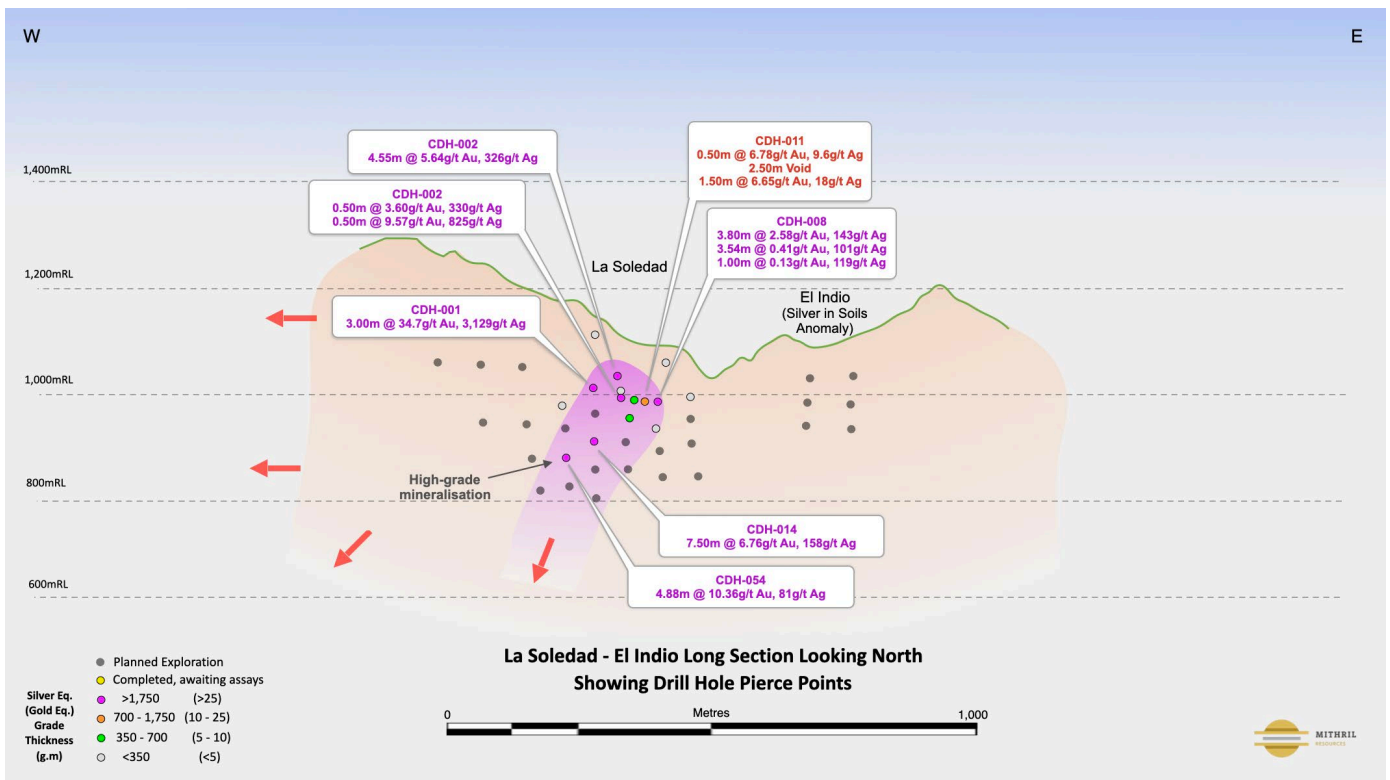 W
E
CDH-002
4.55m @ 5.64g/t Au, 326g/t Ag
CDH-011
0.50m @ 6.78g/t Au, 9.6g/t Ag
2.50m Void
1.50m @ 6.65g/t Au, 18g/t Ag
1,400mRL
CDH-002
0.50m @ 3.60g/t Au, 330g/t Ag
0.50m @ 9.57g/t Au, 825g/t Ag
CDH-008
3.80m @ 2.58g/t Au, 143g/t Ag
3.54m @ 0.41g/t Au, 101g/t Ag
1.00m @ 0.13g/t Au, 119g/t Ag
1,200mRL
La Soledad
El Indio
(Silver in Soils
Anomaly)
CDH-001
3.00m @ 34.7g/t Au, 3,129g/t Ag
1,000mRL
800mRL
High-grade
mineralisation
CDH-014
7.50m @ 6.76g/t Au, 158g/t Ag
600mRL
CDH-054
4.88m @ 10.36g/t Au, 81g/t Ag
La Soledad - El Indio Long Section Looking North
Showing Drill Hole Pierce Points
0
Metres
1,000
Silver Eq.
(Gold Eq.)
Grade
Thickness
(g.m)
Planned Exploration
Completed, awaiting assays
>1,750 (>25)
700 - 1,750 (10 - 25)
350 - 700 (5 - 10)
<350 (<5)
MITHRIL
RESOURCES